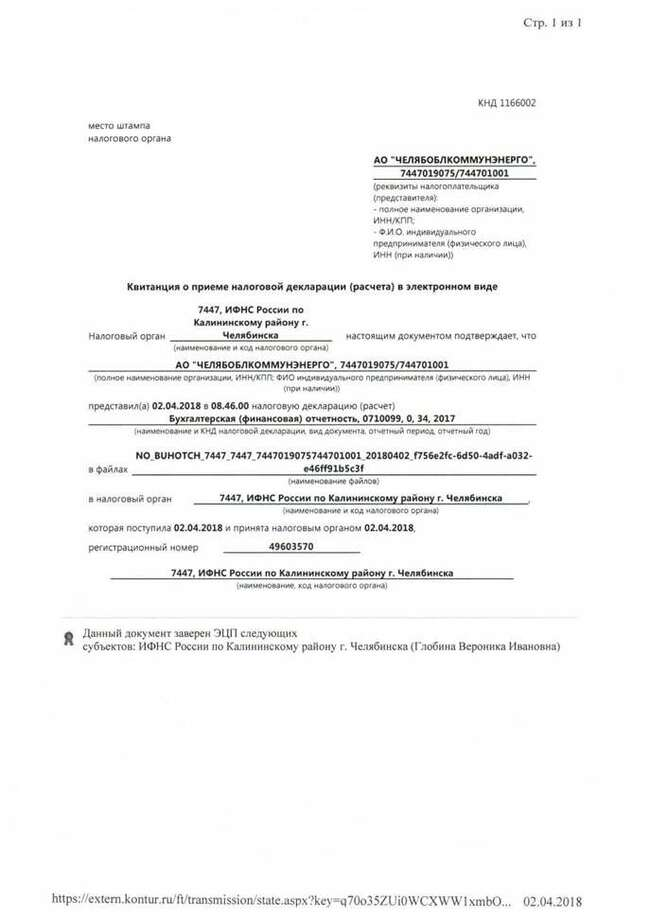 Стр. 1 из 1
КНД 1166002
место штампа
налогового органа
АО "ЧЕЛЯБОБЛКОММУНЭНЕРГО",
7447019075/744701001
(реквизиты налогоплательщика
(представителя):
- полное наименование организации,
ИНН/КПП;
- Ф.И.О. индивидуального
предпринимателя (физического лица),
ИНН (при наличии))
Квитанция о приеме налоговой декларации (расчета) в электронном виде
7447, ИФНС России по
Калининскому району г.
Налоговый орган Челябинска настоящим документом подтверждает, что
(наименование и код налогового органа)
АО "ЧЕЛЯБОБЛКОММУНЭНЕРГО", 7447019075/744701001
(полное наименование организации, ИНН/КПП; ФИО индивидуального предпринимателя (физического лица), ИНН
(при наличии))
представил(а) 02.04.2018 в 08.46.00 налоговую декларацию (расчет)
Бухгалтерская (финансовая) отчетность, 0710099, 0, 34, 2017
(наименование и КНД налоговой декларации, вид документа, отчетный период, отчетный год)
NO_BUHOTCH_7447_7447_7447019075744701001_20180402_f756e2fc-6d50-4adf-a032-
в файлах e46ff91b5c3f
(наименование файлов)
в налоговый орган 7447, ИФНС России по Калининскому району г. Челябинска,
(наименование и код налогового органа)
которая поступила 02.04.2018 и принята налоговым органом 02.04.2018,
регистрационный номер 49603570
7447, ИФНС России по Калининскому району г. Челябинска
(наименование, код налогового органа)
Данный документ заверен ЭЦП следующих
субъектов: ИФНС России по Калининскому району г. Челябинска (Глобина Вероника Ивановна)
https://extern.kontur.ru/ft/transmission/state.aspx?key=q70o35ZUi0WCXWW1xmbO... 02.04.2018